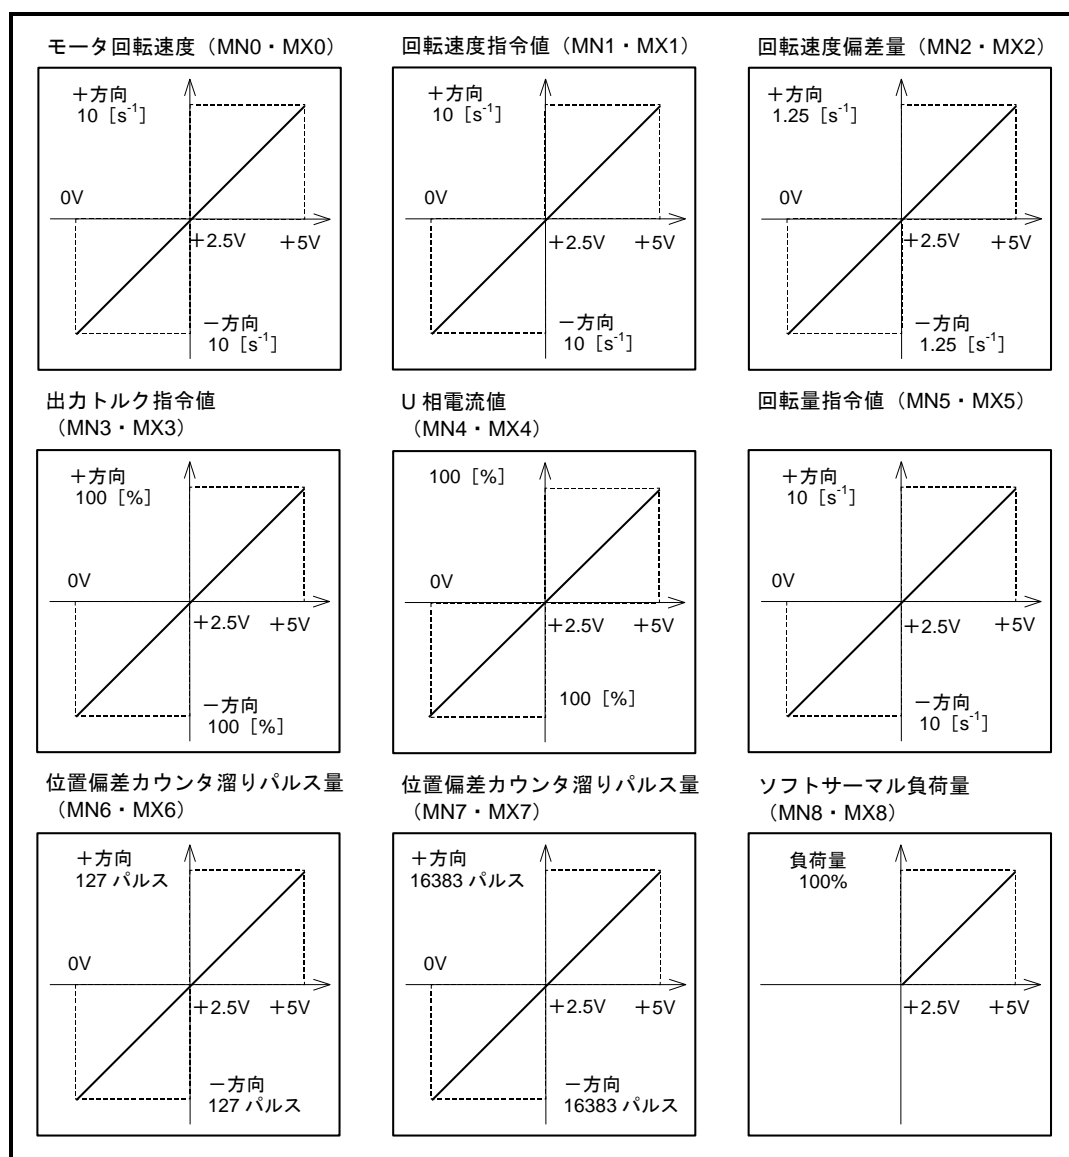 モータ回転速度（MN0・MX0）
＋方向
10［s-1］
0V
＋2.5V
＋5V
－方向
10［s-1］
回転速度指令値（MN1・MX1）
＋方向
10［s-1］
0V
＋2.5V
＋5V
－方向
10［s-1］
回転速度偏差量（MN2・MX2）
＋方向
1.25［s-1］
0V
＋2.5V
＋5V
－方向
1.25［s-1］
出力トルク指令値
（MN3・MX3）
＋方向
100［%］
0V
＋2.5V
＋5V
－方向
100［%］
U 相電流値
（MN4・MX4）
100［%］
0V
＋2.5V
＋5V
100［%］
回転量指令値（MN5・MX5）
＋方向
10［s-1］
0V
＋2.5V
＋5V
－方向
10［s-1］
位置偏差カウンタ溜りパルス量
（MN6・MX6）
＋方向
127 パルス
0V
＋2.5V
＋5V
－方向
127 パルス
位置偏差カウンタ溜りパルス量
（MN7・MX7）
＋方向
16383 パルス
0V
＋2.5V
＋5V
－方向
16383 パルス
ソフトサーマル負荷量
（MN8・MX8）
負荷量
100%
＋2.5V
＋5V